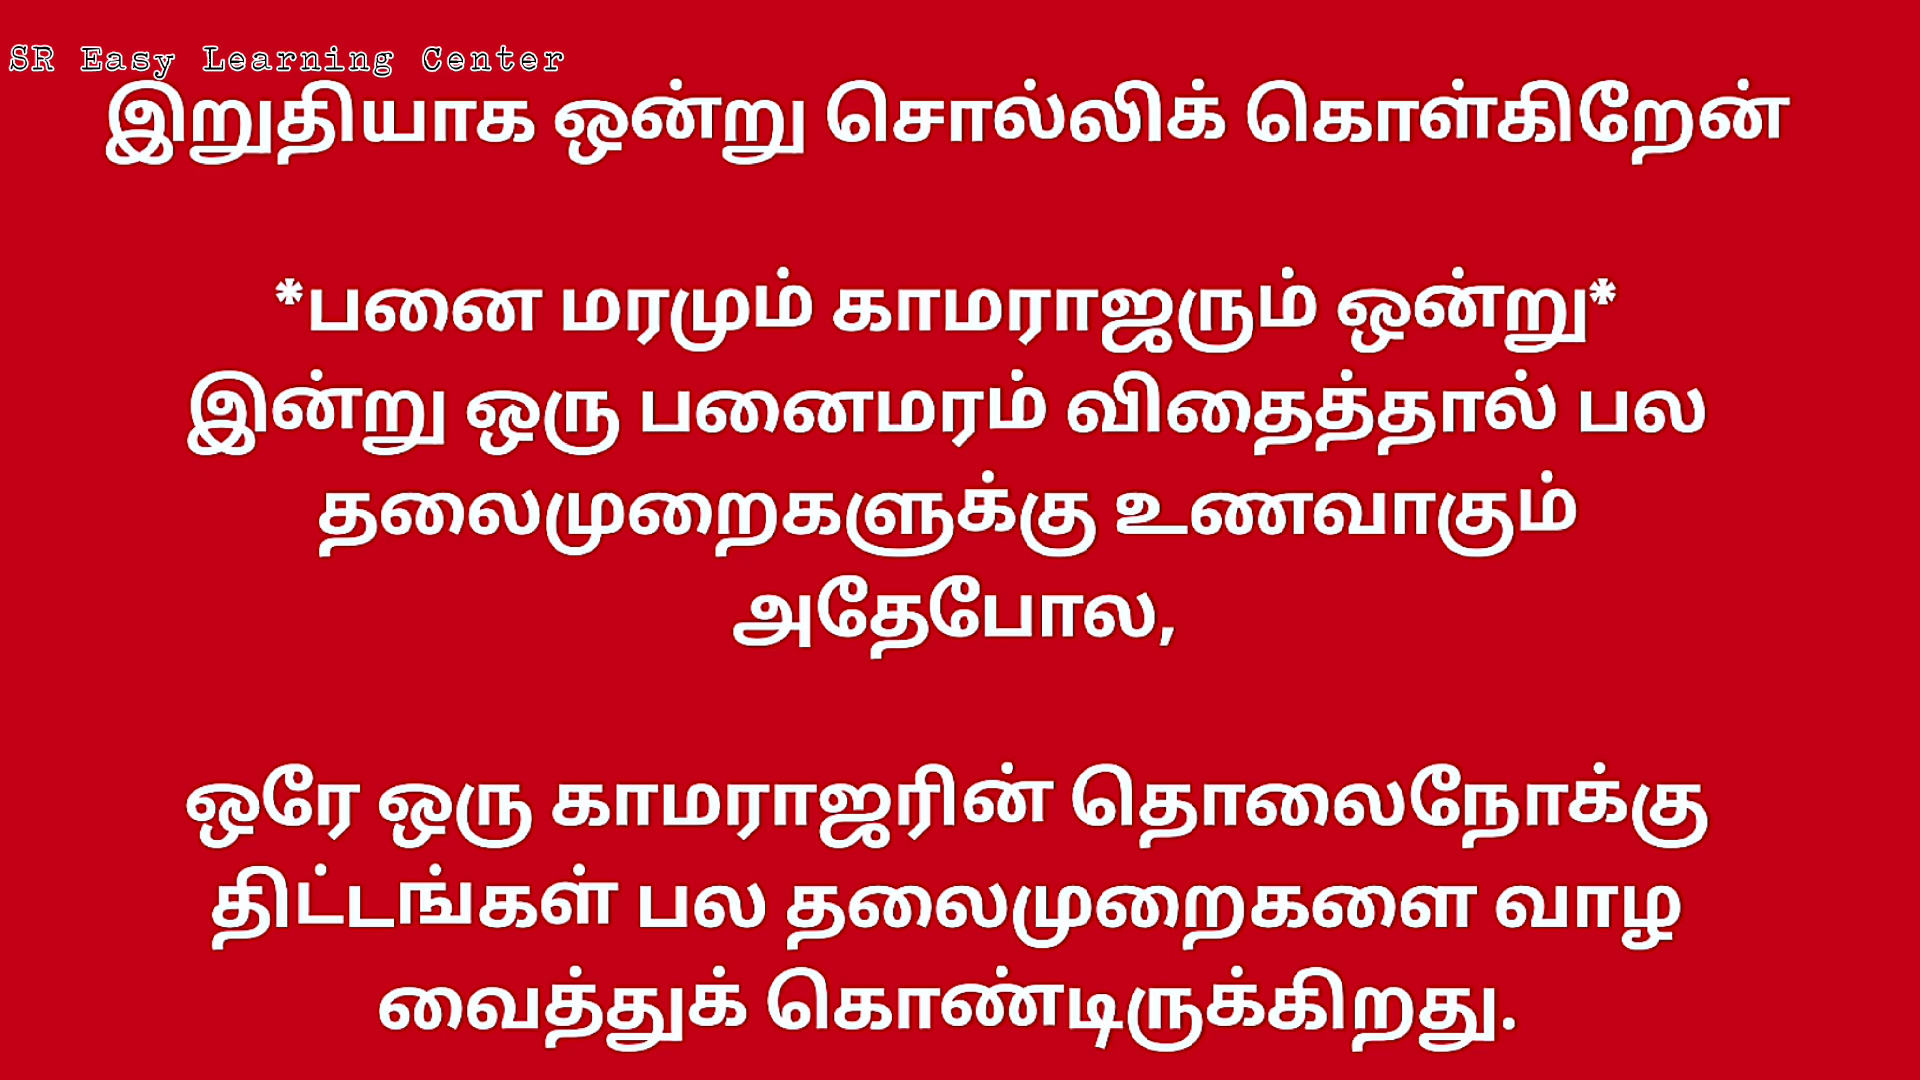 SR Easy Learning Center
இறுதியாக ஒன்று சொல்லிக் கொள்கிறேன்
*பனை மரமும் காமராஜரும் ஒன்று*
இன்று ஒரு பனைமரம் விதைத்தால் பல
தலைமுறைகளுக்கு உணவாகும்
அதேபோல,
ஒரே ஒரு காமராஜரின் தொலைநோக்கு
திட்டங்கள் பல தலைமுறைகளை வாழ
வைத்துக் கொண்டிருக்கிறது.